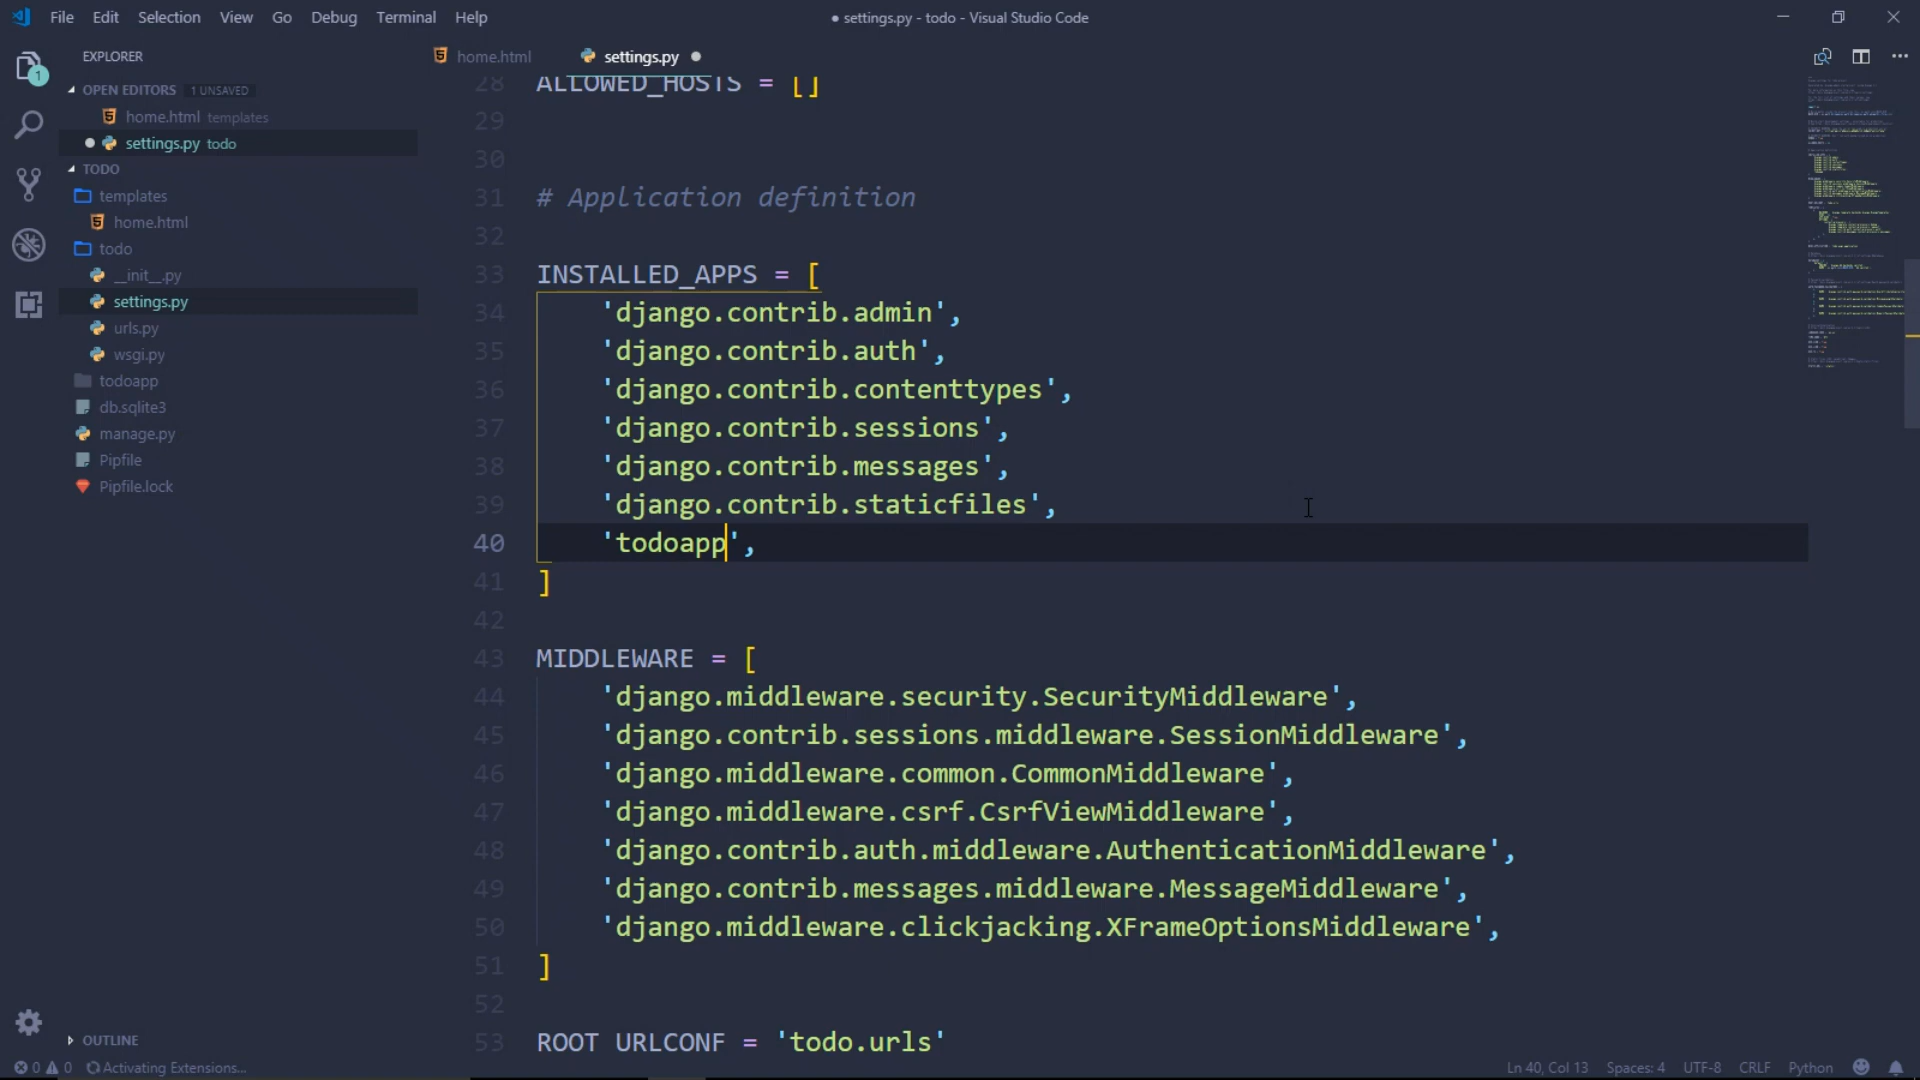 File Edit Selection View Go Debug Terminal Help
● settings.py - todo - Visual Studio Code
EXPLORER
OPEN EDITORS 1 UNSAVED
home.html templates
settings.py todo
TODO
templates
home.html
todo
__init__.py
settings.py
urls.py
wsgi.py
todoapp
db.sqlite3
manage.py
Pipfile
Pipfile.lock
OUTLINE
1
home.html settings.py
28 ALLOWED_HOSTS = []
29
30
31 # Application definition
32
33 INSTALLED_APPS = [
34 'django.contrib.admin',
35 'django.contrib.auth',
36 'django.contrib.contenttypes',
37 'django.contrib.sessions',
38 'django.contrib.messages',
39 'django.contrib.staticfiles',
40 'todoapp',
41 ]
42
43 MIDDLEWARE = [
44 'django.middleware.security.SecurityMiddleware',
45 'django.contrib.sessions.middleware.SessionMiddleware',
46 'django.middleware.common.CommonMiddleware',
47 'django.middleware.csrf.CsrfViewMiddleware',
48 'django.contrib.auth.middleware.AuthenticationMiddleware',
49 'django.contrib.messages.middleware.MessageMiddleware',
50 'django.middleware.clickjacking.XFrameOptionsMiddleware',
51 ]
52
53 ROOT_URLCONF = 'todo.urls'
0 0 Activating Extensions... Ln 40, Col 13 Spaces: 4 UTF-8 CRLF Python